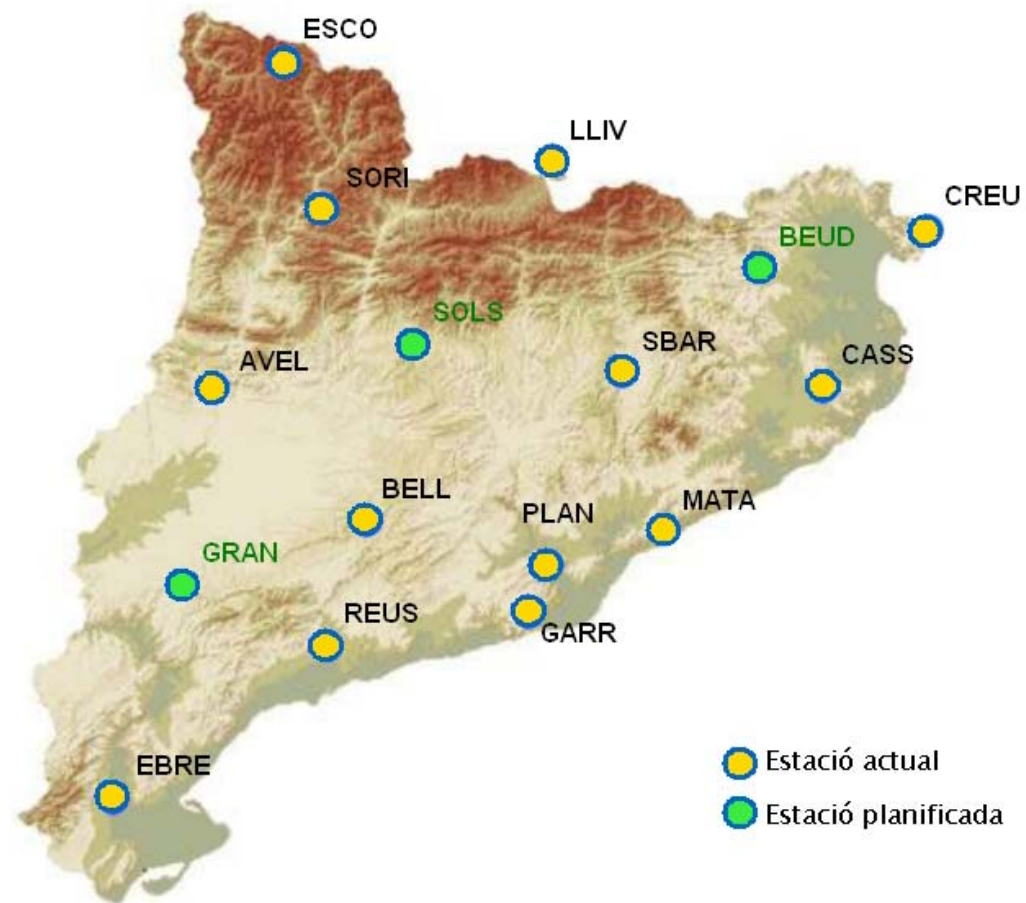 ESCO
LLIV
SORI
CREU
BEUD
SOLS
SBAR
CASS
AVEL
BELL
MATA
PLAN
GRAN
REUS
GARR
EBRE
Estació actual
Estació planificada